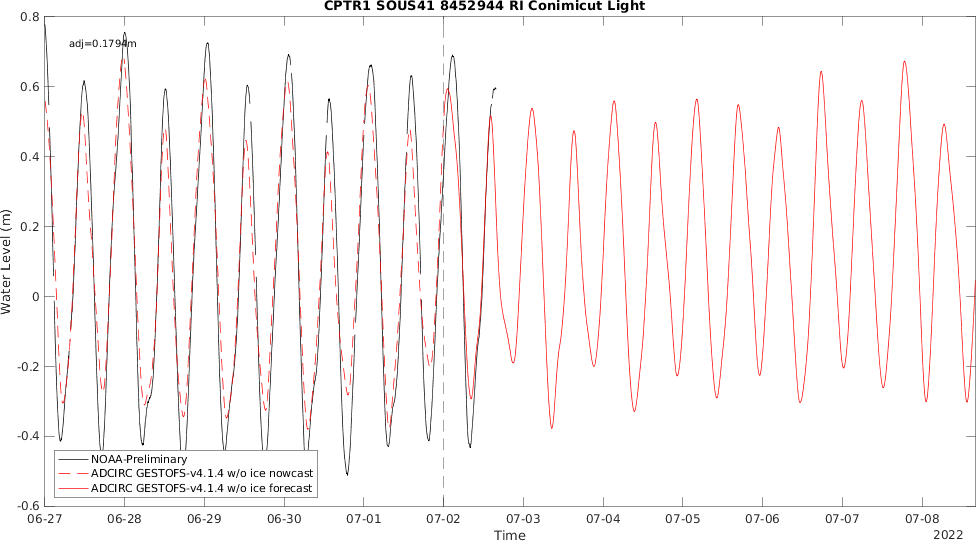 CPTR1 SOUS41 8452944 RI Conimicut Light
adj=0.1794m
0.8
0.6
0.4
0.2
0
-0.2
-0.4
-0.6
Water Level (m)
NOAA-Preliminary
ADCIRC GESTOFS-v4.1.4 w/o ice nowcast
ADCIRC GESTOFS-v4.1.4 w/o ice forecast
06-27 06-28 06-29 06-30 07-01 07-02 07-03 07-04 07-05 07-06 07-07 07-08
Time
2022